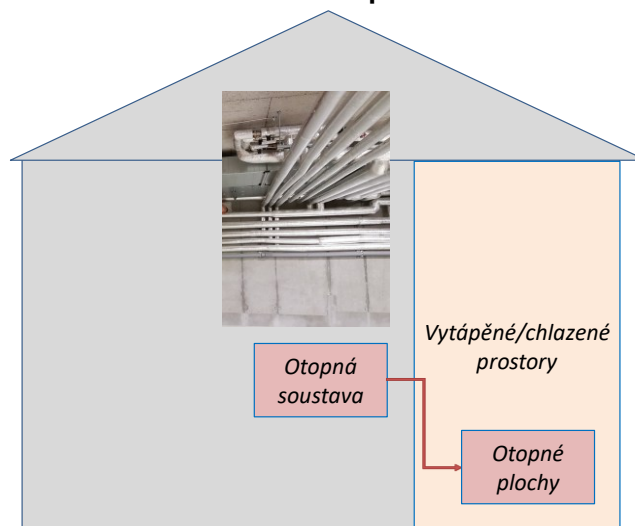 Vytápěné/chlazené
prostory
Otopná
soustava
Otopné
plochy